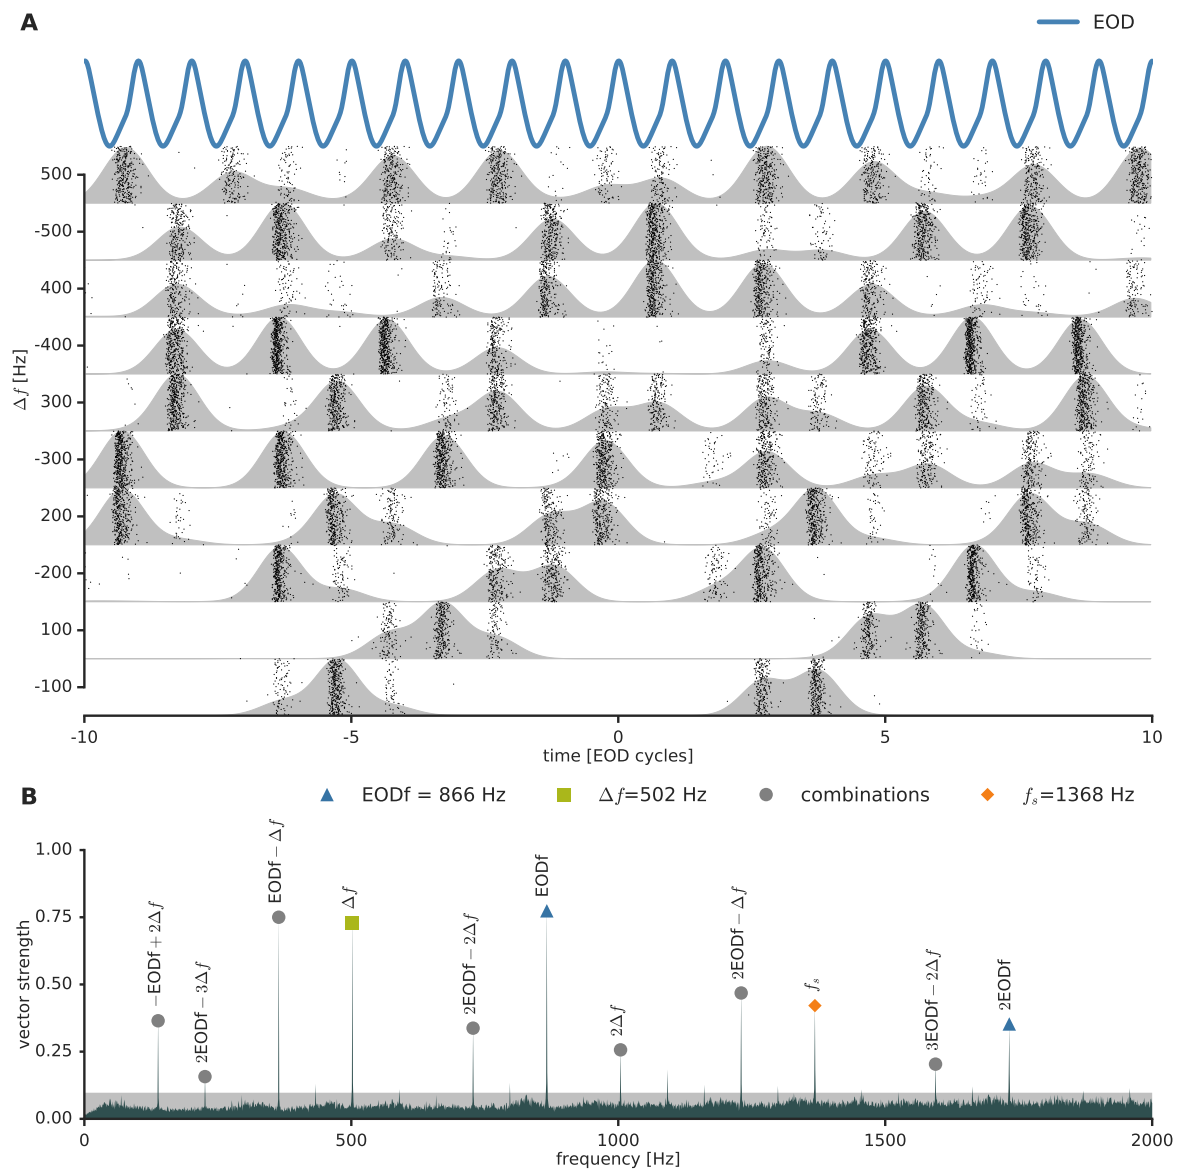 A
EOD
500
-500
400
-400
300
-300
200
-200
100
-100
Δf [Hz]
-10 -5 0 5 10
time [EOD cycles]
B
EODf = 866 Hz Δf=502 Hz combinations fₛ=1368 Hz
1.00
0.75
0.50
0.25
0.00
vector strength
−EODf + 2Δf
2EODf − 3Δf
EODf − Δf
Δf
2EODf − 2Δf
EODf
2Δf
2EODf − Δf
fₛ
3EODf − 2Δf
2EODf
0 500 1000 1500 2000
frequency [Hz]